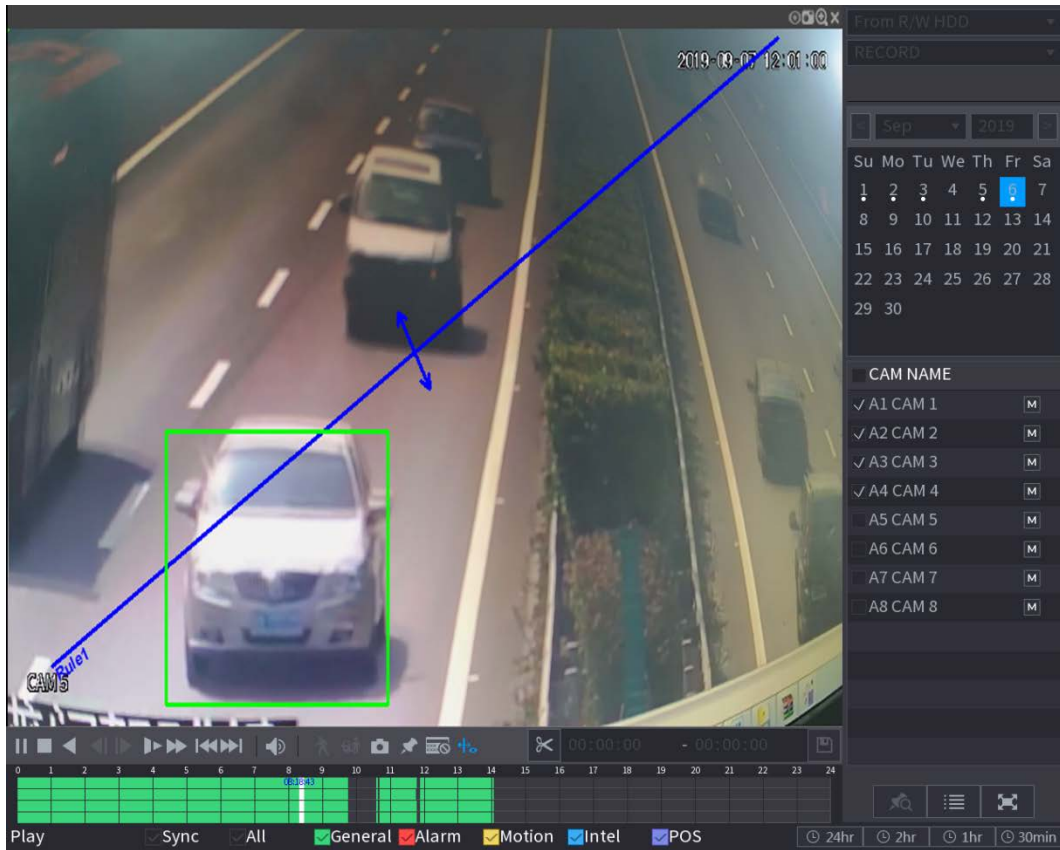 From R/W HDD
RECORD
2019-09-07 12:01:00
Sep 2019
Su Mo Tu We Th Fr Sa
1 2 3 4 5 6 7
8 9 10 11 12 13 14
15 16 17 18 19 20 21
22 23 24 25 26 27 28
29 30
CAM NAME
A1 CAM 1 M
A2 CAM 2 M
A3 CAM 3 M
A4 CAM 4 M
A5 CAM 5 M
A6 CAM 6 M
A7 CAM 7 M
A8 CAM 8 M
Rule1
CAM 5
00:00:00 - 00:00:00
0 1 2 3 4 5 6 7 8 9 10 11 12 13 14 15 16 17 18 19 20 21 22 23 24
Play Sync All General Alarm Motion Intel POS
24hr 2hr 1hr 30min